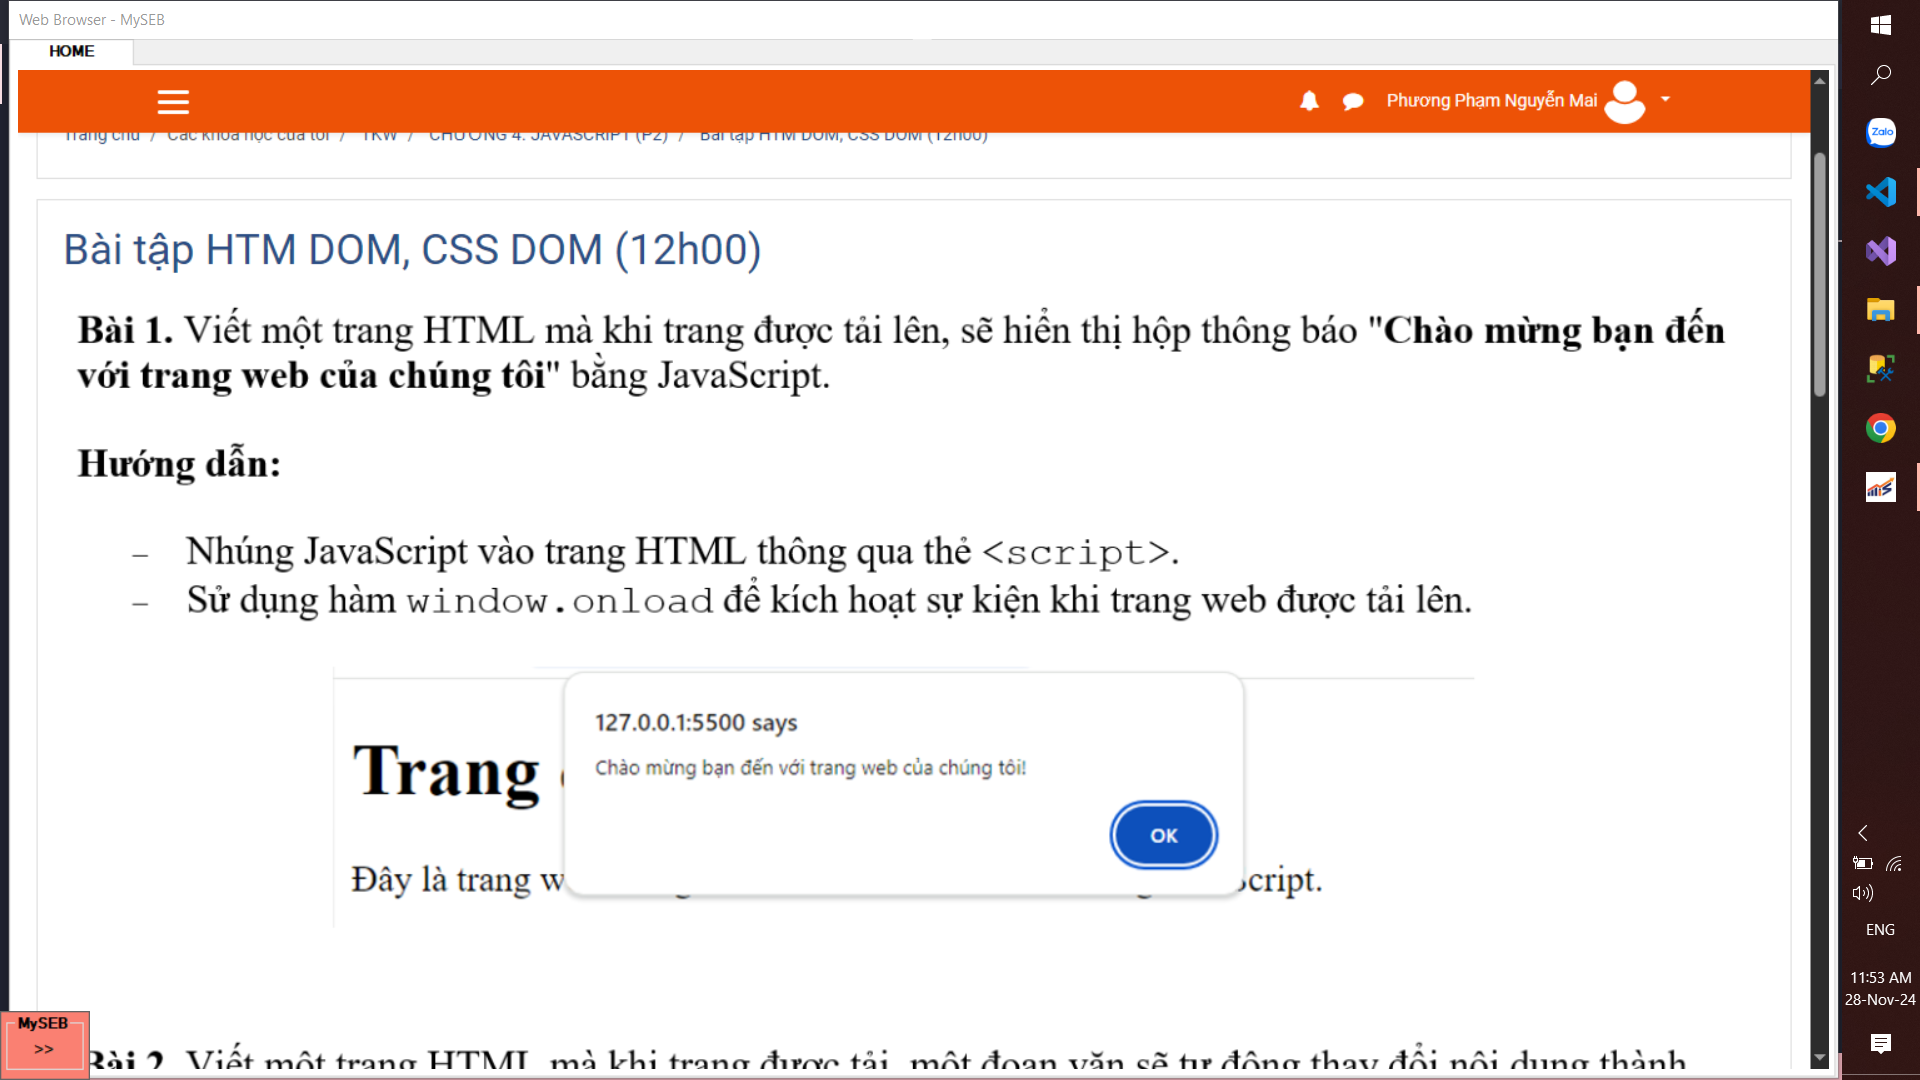 Web Browser - MySEB
HOME
Phương Phạm Nguyễn Mai
Trang chủ / Các khoá học của tôi / TKW / CHƯƠNG 4. JAVASCRIPT (P2) / Bài tập HTM DOM, CSS DOM (12h00)
Bài tập HTM DOM, CSS DOM (12h00)
Bài 1. Viết một trang HTML mà khi trang được tải lên, sẽ hiển thị hộp thông báo "Chào mừng bạn đến
với trang web của chúng tôi" bằng JavaScript.
Hướng dẫn:
– Nhúng JavaScript vào trang HTML thông qua thẻ <script>.
– Sử dụng hàm window.onload để kích hoạt sự kiện khi trang web được tải lên.
127.0.0.1:5500 says
Chào mừng bạn đến với trang web của chúng tôi!
OK
Trang
Đây là trang w
cript.
Bài 2. Viết một trang HTML mà khi trang được tải, một đoạn văn sẽ tự động thay đổi nội dung thành
MySEB
>>
Zalo
ENG
11:53 AM
28-Nov-24